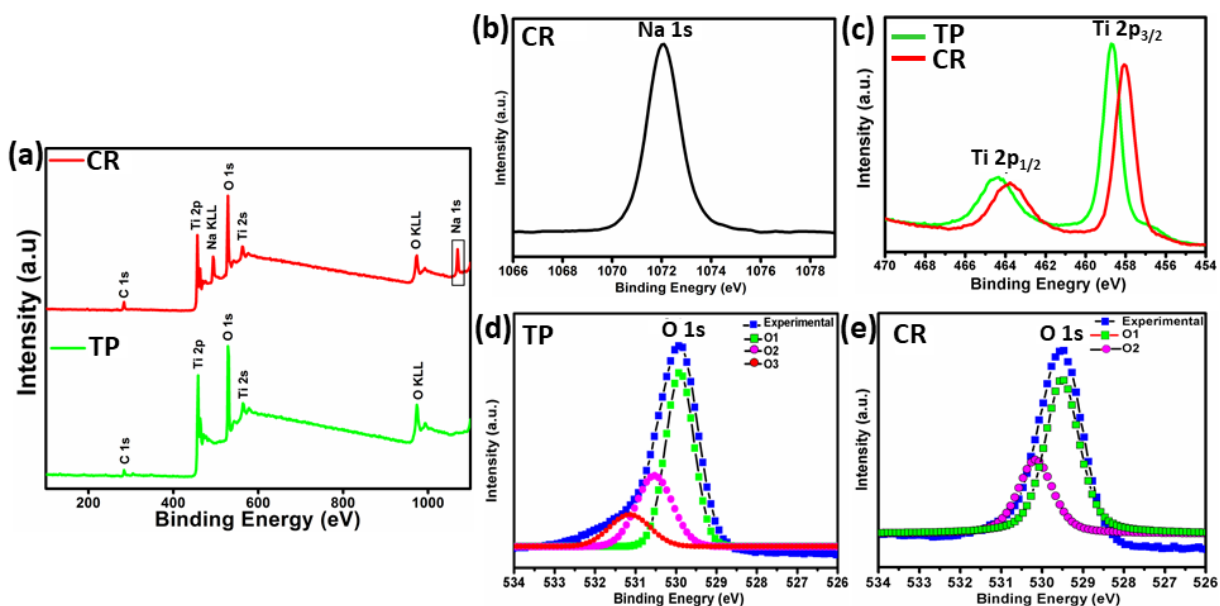 (a)
CR
TP
C 1s
Ti 2p
Na KLL
O 1s
Ti 2s
O KLL
Na 1s
C 1s
Ti 2p
O 1s
Ti 2s
O KLL
Intensity (a.u)
200 400 600 800 1000
Binding Energy (eV)
(b) CR Na 1s
Intensity (a.u.)
1066 1068 1070 1072 1074 1076 1078
Binding Enegry (eV)
(c) TP
CR
Ti 2p3/2
Ti 2p1/2
Intensity (a.u.)
470 468 466 464 462 460 458 456 454
Binding Enegry (eV)
(d) TP O 1s
Experimental
O1
O2
O3
Intensity (a.u.)
534 533 532 531 530 529 528 527 526
Binding Enegry (eV)
(e) CR O 1s
Experimental
O1
O2
Intensity (a.u.)
534 533 532 531 530 529 528 527 526
Binding Enegry (eV)